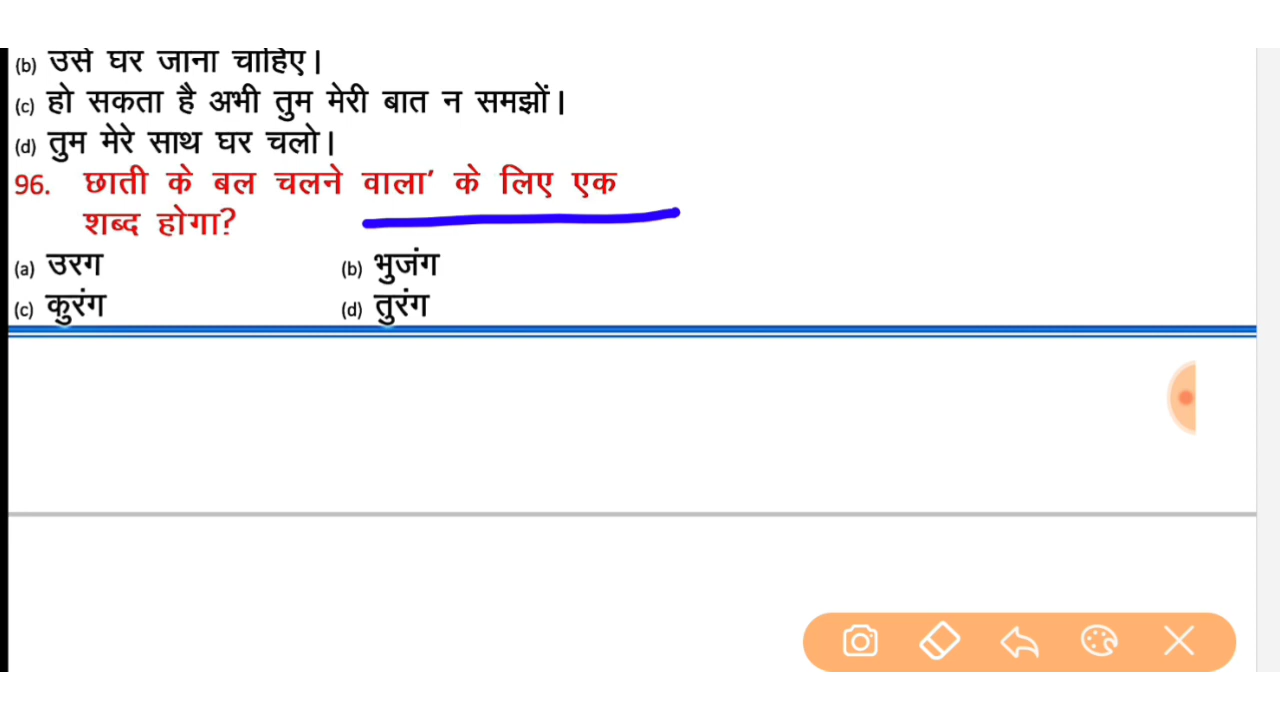 (b) उसे घर जाना चाहिए।
(c) हो सकता है अभी तुम मेरी बात न समझों।
(d) तुम मेरे साथ घर चलो।
96. छाती के बल चलने वाला’ के लिए एक
शब्द होगा?
(a) उरग (b) भुजंग
(c) कुरंग (d) तुरंग